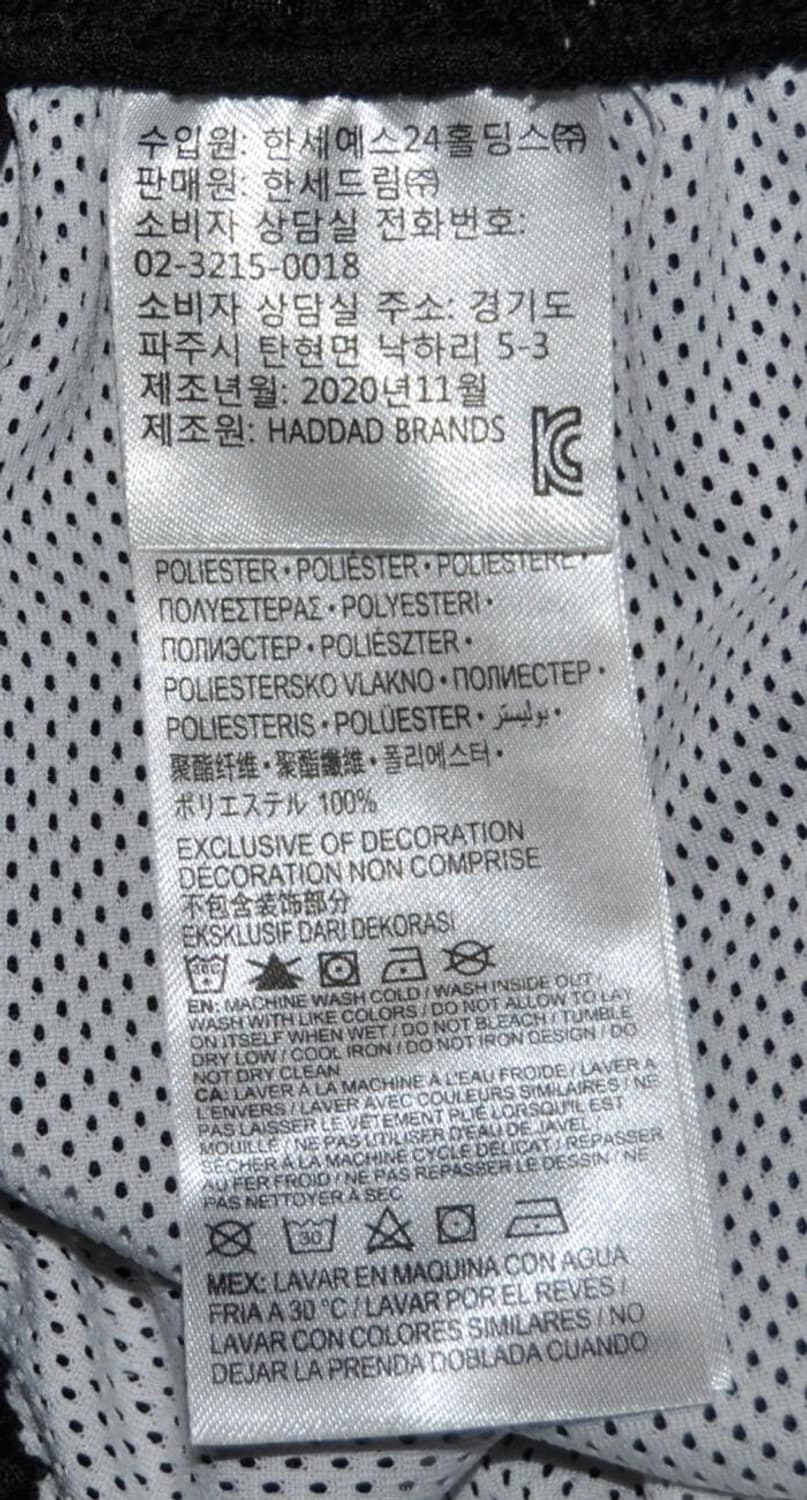 수입원: 한세예스24홀딩스㈜
판매원: 한세드림㈜
소비자 상담실 전화번호:
02-3215-0018
소비자 상담실 주소: 경기도
파주시 탄현면 낙하리 5-3
제조년월: 2020년11월
제조원: HADDAD BRANDS
POLIESTER • POLIÉSTER • POLIESTERE •
ΠΟΛΥΕΣΤΕΡΑΣ • POLYESTERI •
ПОЛИЭСТЕР • POLIÉSZTER •
POLIESTERSKO VLAKNO • ПОЛИЕСТЕР •
POLIESTERIS • POLÜESTER • بوليستر •
聚酯纤维 • 聚酯纖維 • 폴리에스터 •
ポリエステル 100%
EXCLUSIVE OF DECORATION
DÉCORATION NON COMPRISE
不包含装饰部分
EKSKLUSIF DARI DEKORASI
EN: MACHINE WASH COLD / WASH INSIDE OUT /
WASH WITH LIKE COLORS / DO NOT ALLOW TO LAY
ON ITSELF WHEN WET / DO NOT BLEACH / TUMBLE
DRY LOW / COOL IRON / DO NOT IRON DESIGN / DO
NOT DRY CLEAN
CA: LAVER À LA MACHINE À L'EAU FROIDE / LAVER À
L'ENVERS / LAVER AVEC COULEURS SIMILAIRES / NE
PAS LAISSER LE VÊTEMENT PLIÉ LORSQU'IL EST
MOUILLÉ / NE PAS UTILISER D'EAU DE JAVEL
SÉCHER À LA MACHINE CYCLE DÉLICAT / REPASSER
AU FER FROID / NE PAS REPASSER LE DESSIN / NE
PAS NETTOYER À SEC
30
MEX: LAVAR EN MAQUINA CON AGUA
FRIA A 30 °C / LAVAR POR EL REVES /
LAVAR CON COLORES SIMILARES / NO
DEJAR LA PRENDA DOBLADA CUANDO